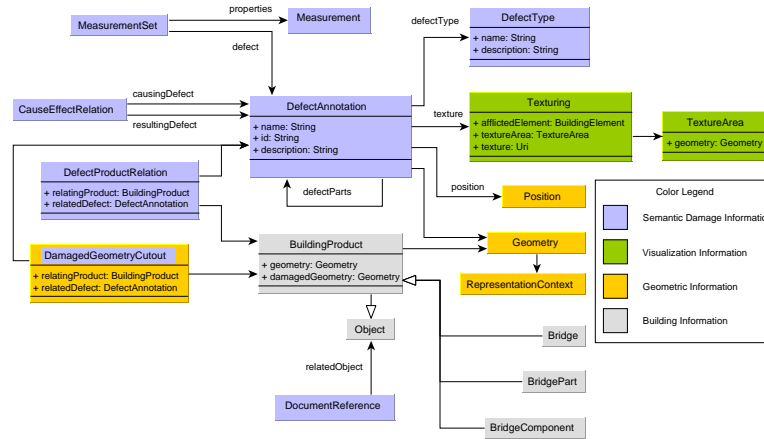 properties
MeasurementSet
Measurement
defect
defectType
DefectType
+ name: String
+ description: String
CauseEffectRelation
causingDefect
resultingDefect
DefectAnnotation
+ name: String
+ id: String
+ description: String
defectParts
texture
Texturing
+ afflictedElement: BuildingElement
+ textureArea: TextureArea
+ texture: Uri
TextureArea
+ geometry: Geometry
DefectProductRelation
+ relatingProduct: BuildingProduct
+ relatedDefect: DefectAnnotation
position
Position
DamagedGeometryCutout
+ relatingProduct: BuildingProduct
+ relatedDefect: DefectAnnotation
BuildingProduct
+ geometry: Geometry
+ damagedGeometry: Geometry
Geometry
RepresentationContext
Object
relatedObject
DocumentReference
Bridge
BridgePart
BridgeComponent
Color Legend
Semantic Damage Information
Visualization Information
Geometric Information
Building Information